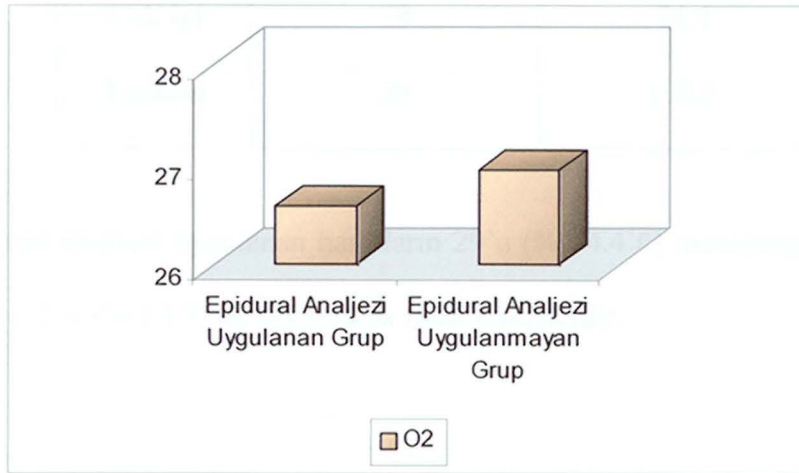 28
27
26
Epidural Analjezi
Uygulanan Grup
Epidural Analjezi
Uygulanmayan
Grup
O2